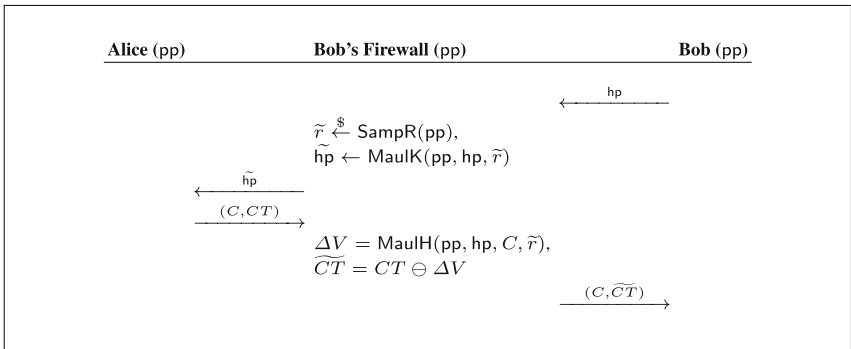 Alice (pp) Bob's Firewall (pp) Bob (pp)
hp
r̃ $← SampR(pp),
h͠p ← MaulK(pp, hp, r̃)
h͠p
(C, CT)
ΔV = MaulH(pp, hp, C, r̃),
C͠T = CT ⊖ ΔV
(C, C͠T)